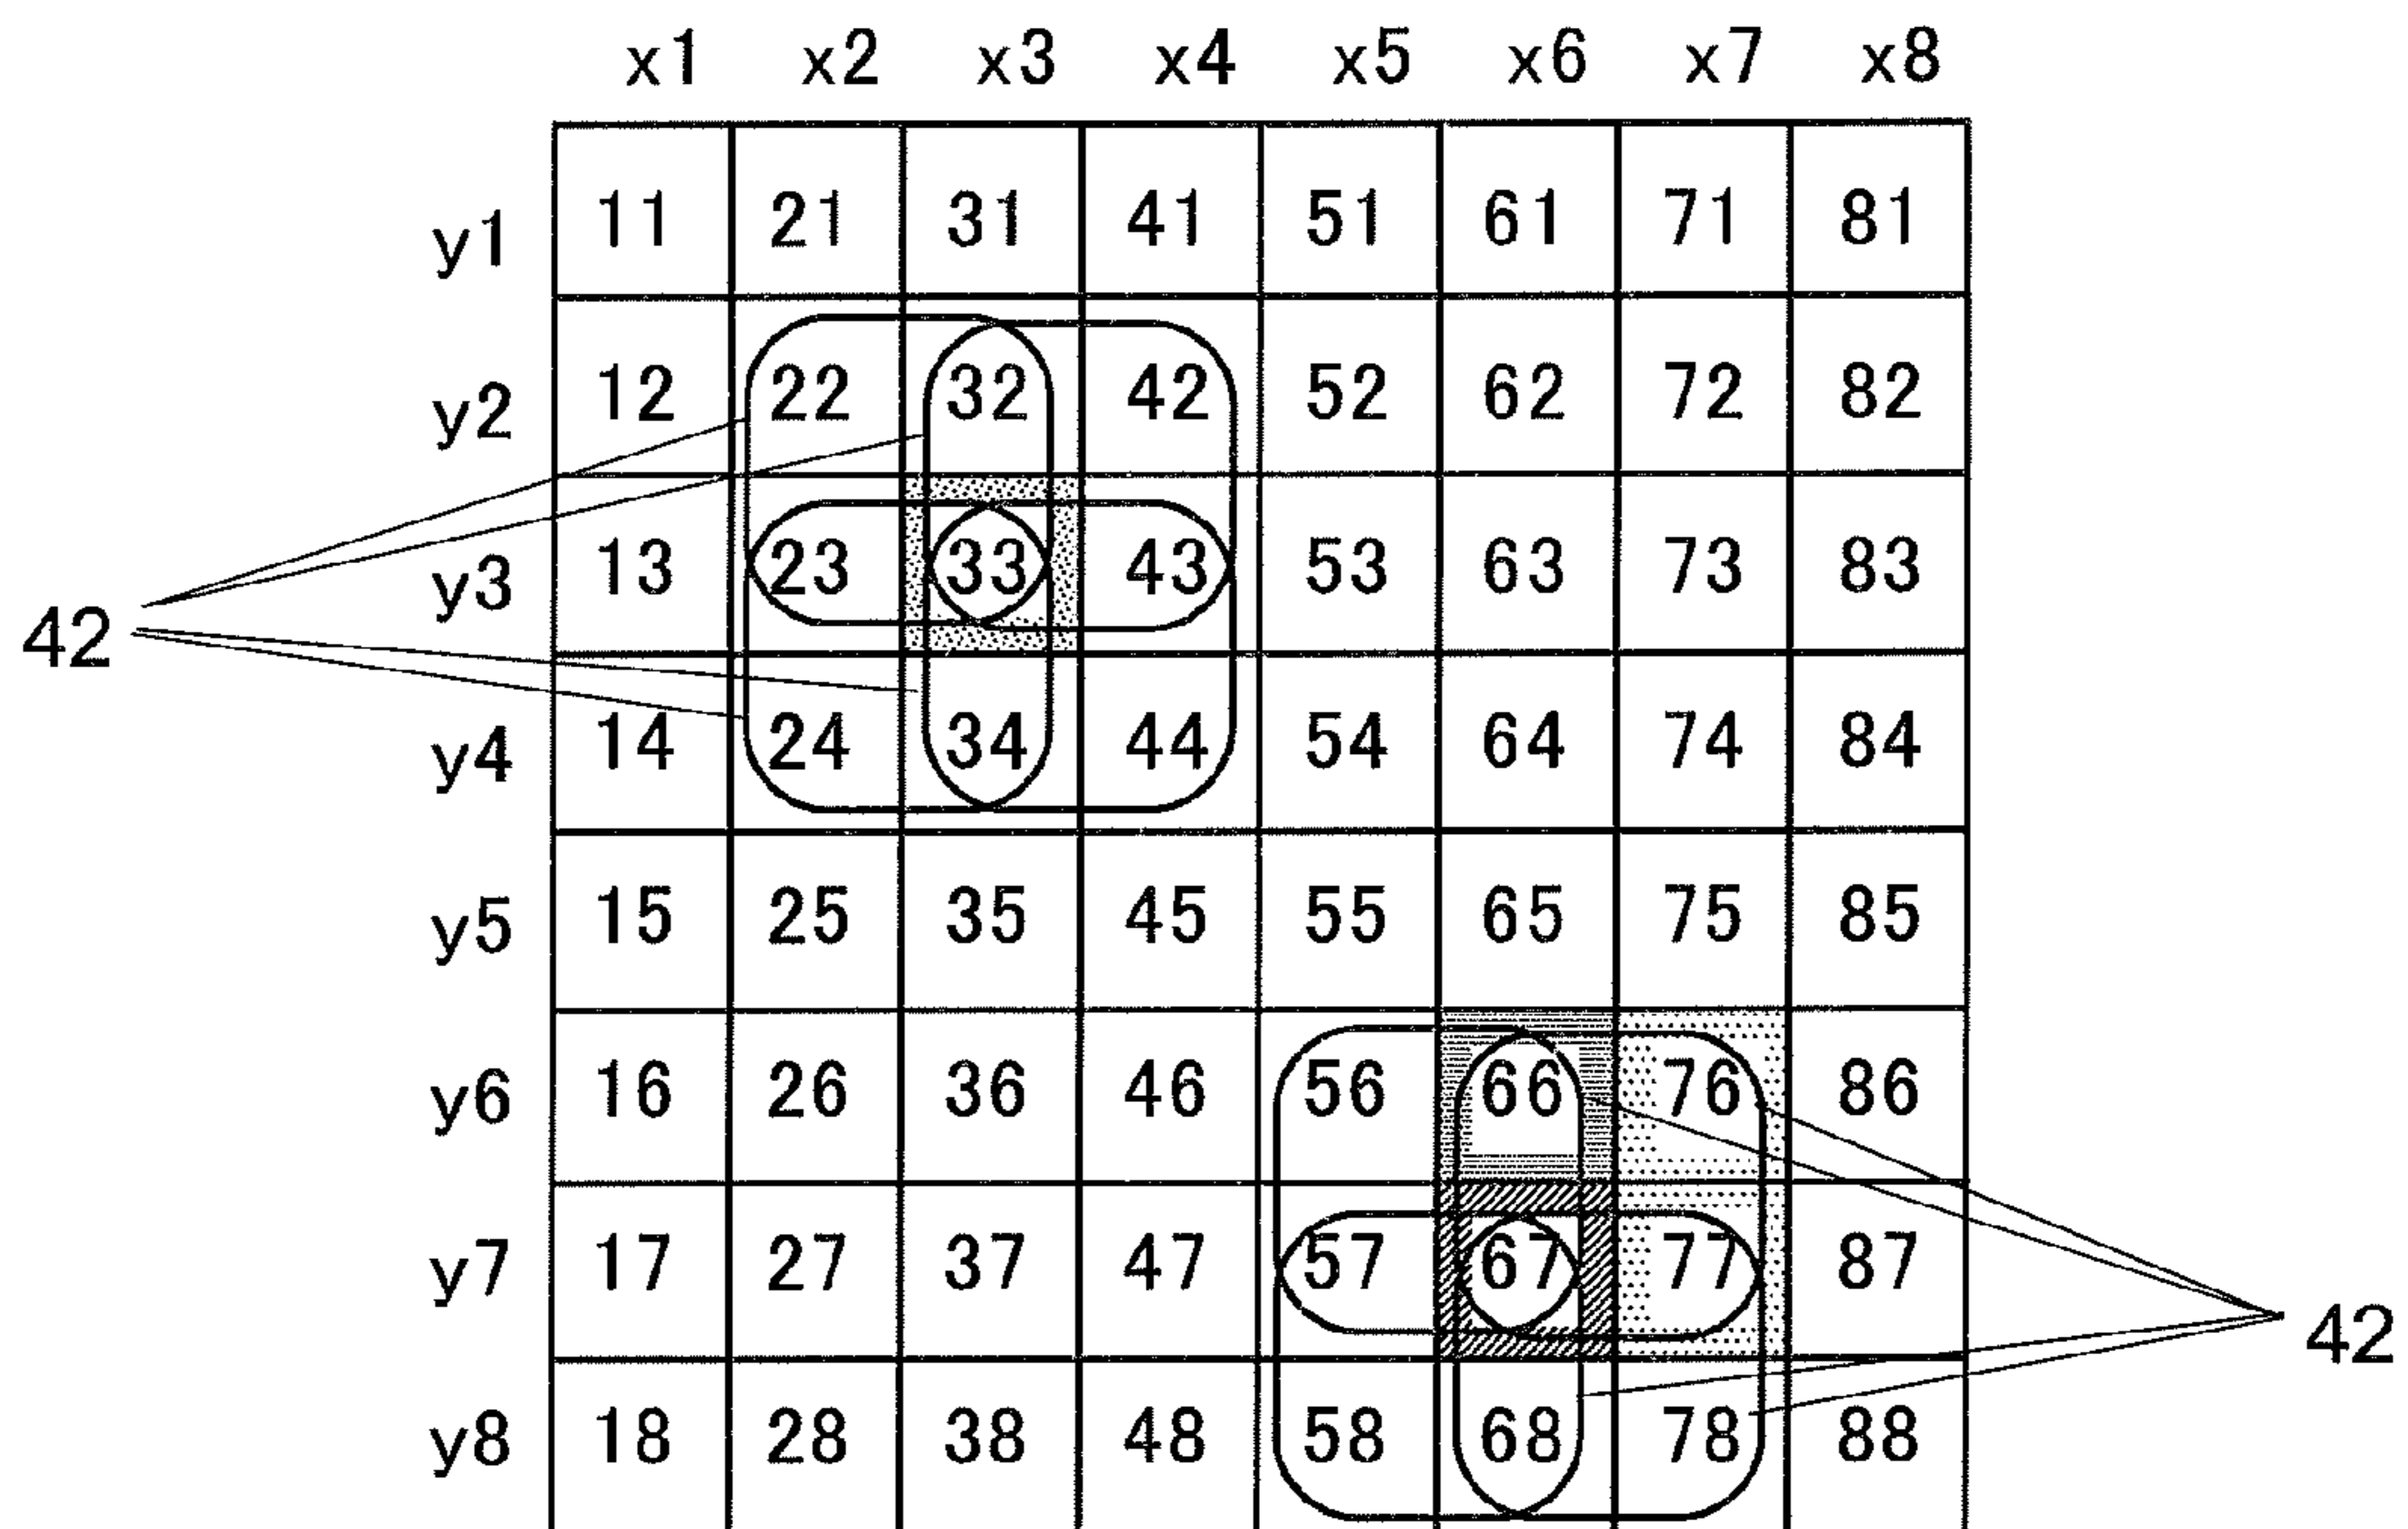 x1 x2 x3 x4 x5 x6 x7 x8
y1 11 21 31 41 51 61 71 81
y2 12 22 32 42 52 62 72 82
y3 13 23 33 43 53 63 73 83
42
y4 14 24 34 44 54 64 74 84
y5 15 25 35 45 55 65 75 85
y6 16 26 36 46 56 66 76 86
y7 17 27 37 47 57 67 77 87
42
y8 18 28 38 48 58 68 78 88